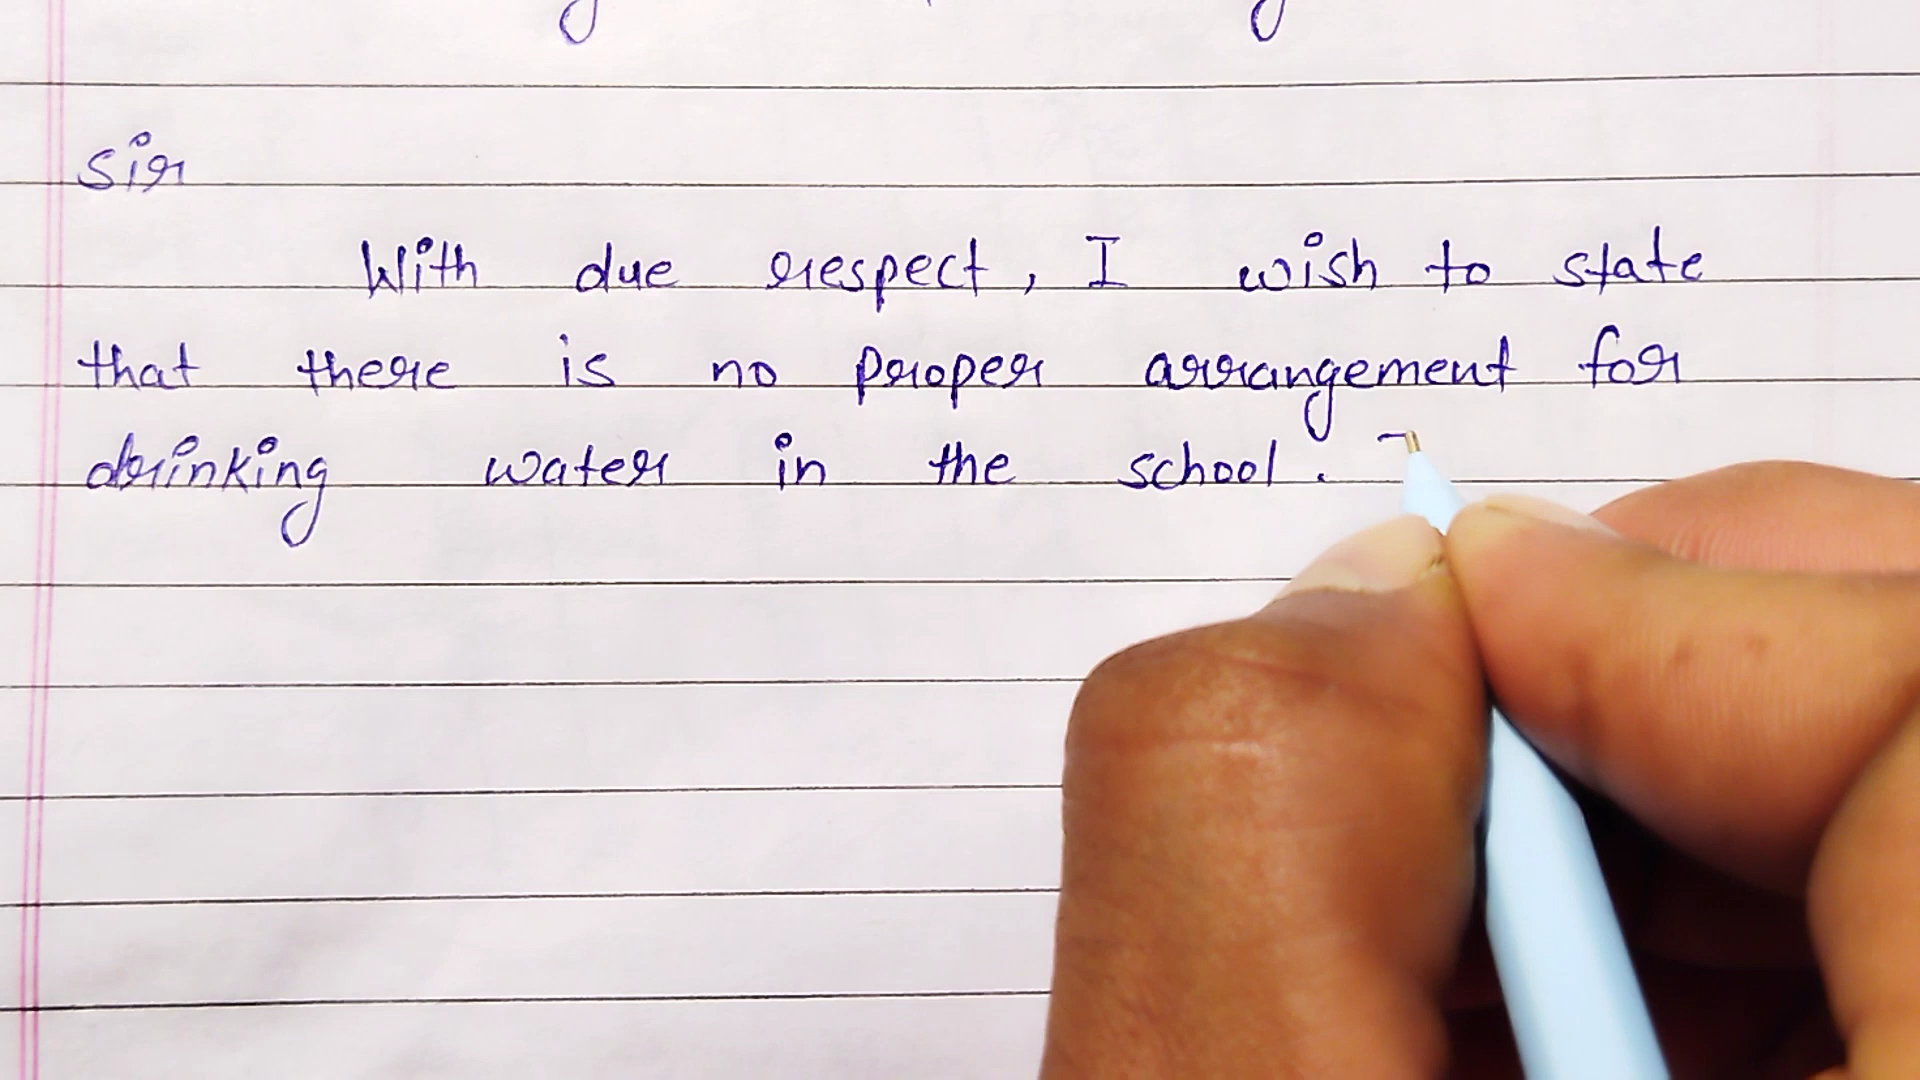 Sir
With due respect, I wish to state
that there is no proper arrangement for
drinking water in the school.